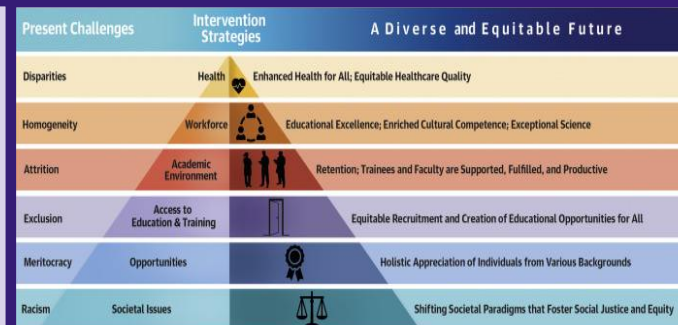 Present Challenges
Intervention
Strategies
A Diverse and Equitable Future
Disparities
Health
Enhanced Health for All; Equitable Healthcare Quality
Homogeneity
Workforce
Educational Excellence; Enriched Cultural Competence; Exceptional Science
Attrition
Academic
Environment
Retention; Trainees and Faculty are Supported, Fulfilled, and Productive
Exclusion
Access to
Education & Training
Equitable Recruitment and Creation of Educational Opportunities for All
Meritocracy
Opportunities
Holistic Appreciation of Individuals from Various Backgrounds
Racism
Societal Issues
Shifting Societal Paradigms that Foster Social Justice and Equity